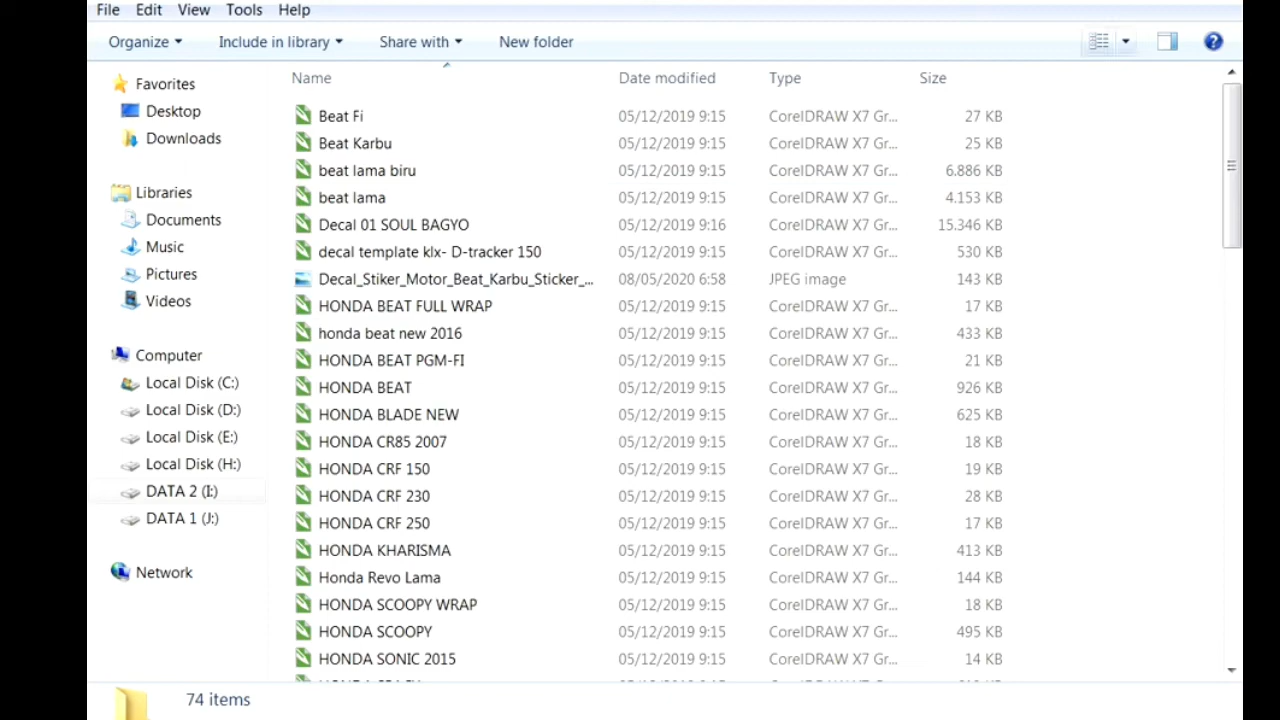 File Edit View Tools Help
Organize Include in library Share with New folder
Name Date modified Type Size
Favorites
Desktop
Downloads
Libraries
Documents
Music
Pictures
Videos
Computer
Local Disk (C:)
Local Disk (D:)
Local Disk (E:)
Local Disk (H:)
DATA 2 (I:)
DATA 1 (J:)
Network
Beat Fi 05/12/2019 9:15 CorelDRAW X7 Gr... 27 KB
Beat Karbu 05/12/2019 9:15 CorelDRAW X7 Gr... 25 KB
beat lama biru 05/12/2019 9:15 CorelDRAW X7 Gr... 6.886 KB
beat lama 05/12/2019 9:15 CorelDRAW X7 Gr... 4.153 KB
Decal 01 SOUL BAGYO 05/12/2019 9:16 CorelDRAW X7 Gr... 15.346 KB
decal template klx- D-tracker 150 05/12/2019 9:15 CorelDRAW X7 Gr... 530 KB
Decal_Stiker_Motor_Beat_Karbu_Sticker_... 08/05/2020 6:58 JPEG image 143 KB
HONDA BEAT FULL WRAP 05/12/2019 9:15 CorelDRAW X7 Gr... 17 KB
honda beat new 2016 05/12/2019 9:15 CorelDRAW X7 Gr... 433 KB
HONDA BEAT PGM-FI 05/12/2019 9:15 CorelDRAW X7 Gr... 21 KB
HONDA BEAT 05/12/2019 9:15 CorelDRAW X7 Gr... 926 KB
HONDA BLADE NEW 05/12/2019 9:15 CorelDRAW X7 Gr... 625 KB
HONDA CR85 2007 05/12/2019 9:15 CorelDRAW X7 Gr... 18 KB
HONDA CRF 150 05/12/2019 9:15 CorelDRAW X7 Gr... 19 KB
HONDA CRF 230 05/12/2019 9:15 CorelDRAW X7 Gr... 28 KB
HONDA CRF 250 05/12/2019 9:15 CorelDRAW X7 Gr... 17 KB
HONDA KHARISMA 05/12/2019 9:15 CorelDRAW X7 Gr... 413 KB
Honda Revo Lama 05/12/2019 9:15 CorelDRAW X7 Gr... 144 KB
HONDA SCOOPY WRAP 05/12/2019 9:15 CorelDRAW X7 Gr... 18 KB
HONDA SCOOPY 05/12/2019 9:15 CorelDRAW X7 Gr... 495 KB
HONDA SONIC 2015 05/12/2019 9:15 CorelDRAW X7 Gr... 14 KB
74 items